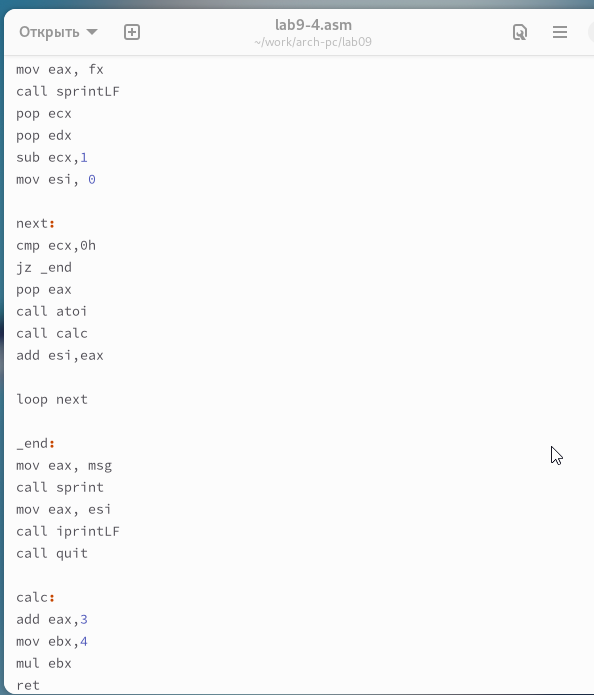 Открыть
lab9-4.asm
~/work/arch-pc/lab09
mov eax, fx
call sprintLF
pop ecx
pop edx
sub ecx,1
mov esi, 0
next:
cmp ecx,0h
jz _end
pop eax
call atoi
call calc
add esi,eax
loop next
_end:
mov eax, msg
call sprint
mov eax, esi
call iprintLF
call quit
calc:
add eax,3
mov ebx,4
mul ebx
ret